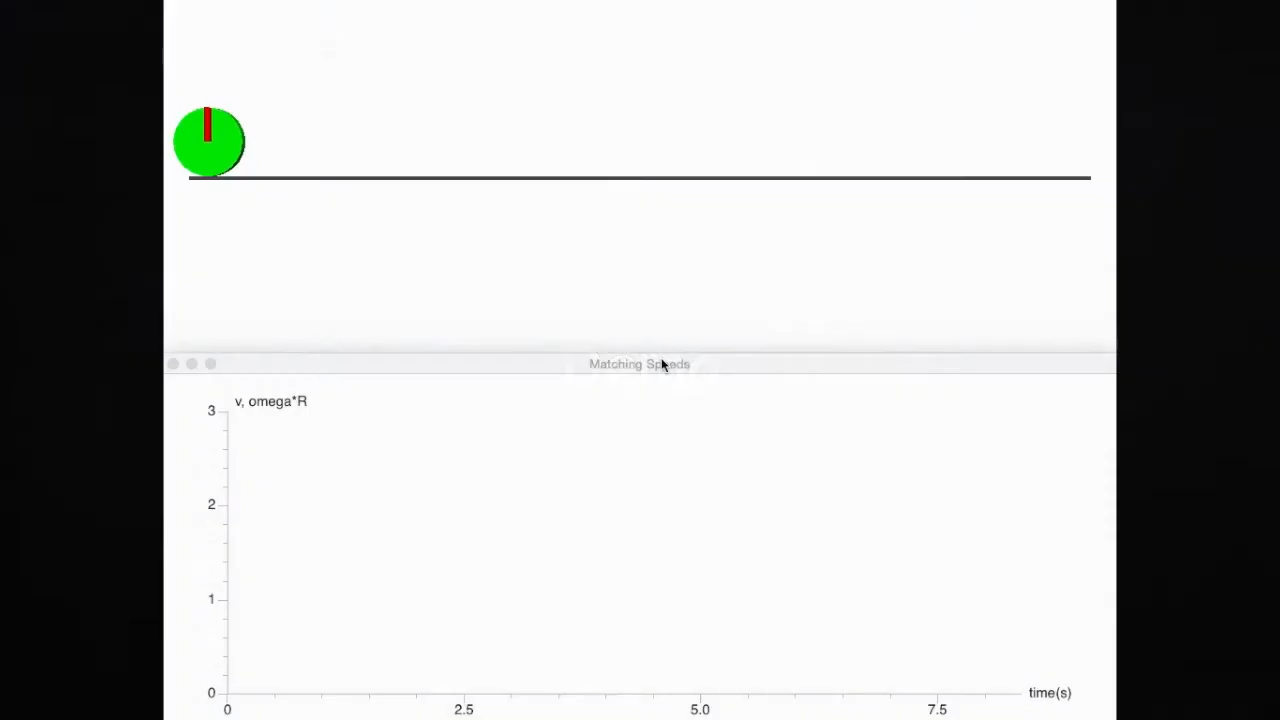 Matching Speeds
v, omega*R
3
2
1
0
0 2.5 5.0 7.5
time(s)